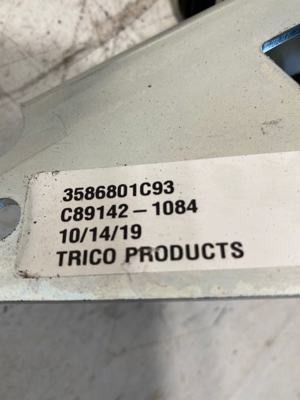 3586801C93
C89142-1084
10/14/19
TRICO PRODUCTS